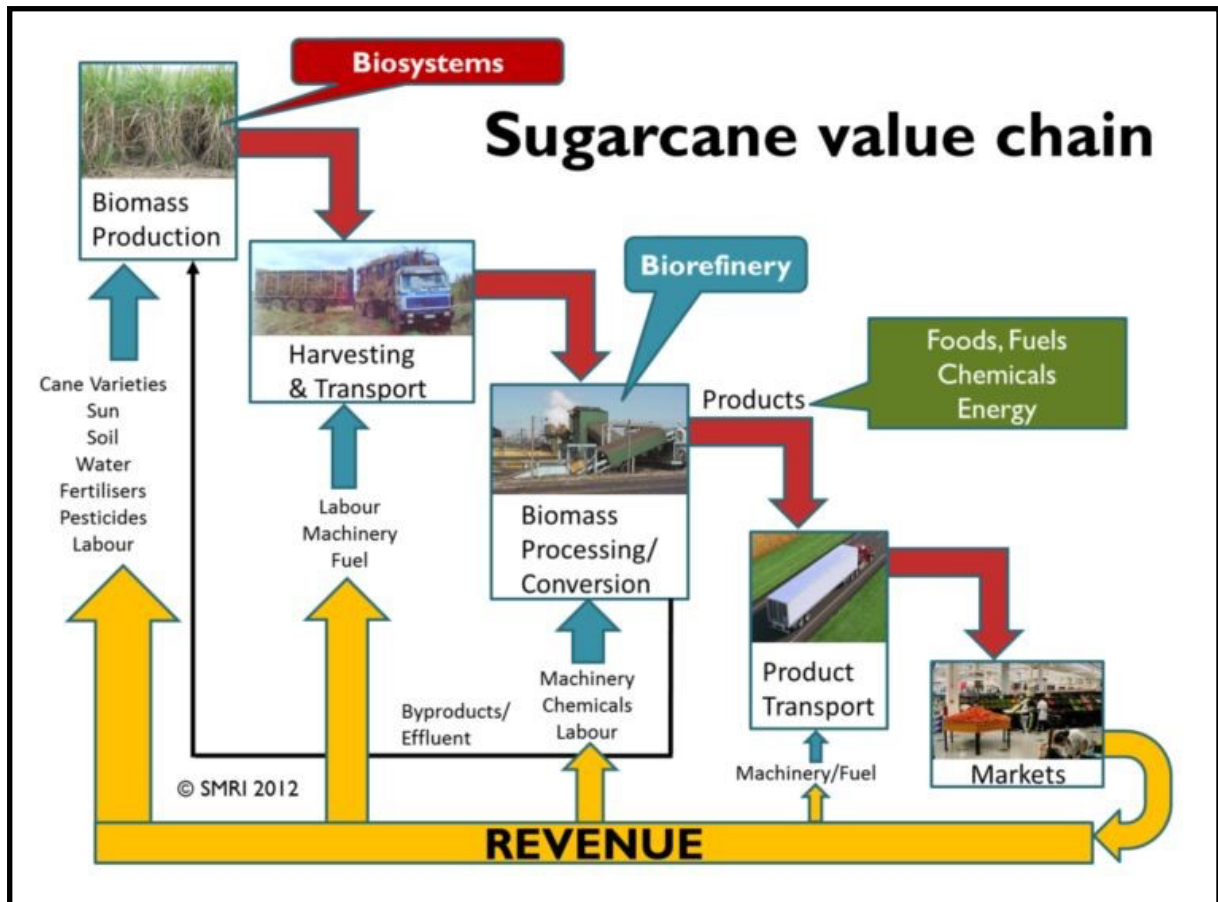 Biosystems
Sugarcane value chain
Biomass
Production
Biorefinery
Harvesting
& Transport
Foods, Fuels
Chemicals
Energy
Products
Cane Varieties
Sun
Soil
Water
Fertilisers
Pesticides
Labour
Labour
Machinery
Fuel
Biomass
Processing/
Conversion
Product
Transport
Machinery
Chemicals
Labour
Byproducts/
Effluent
Machinery/Fuel
Markets
© SMRI 2012
REVENUE